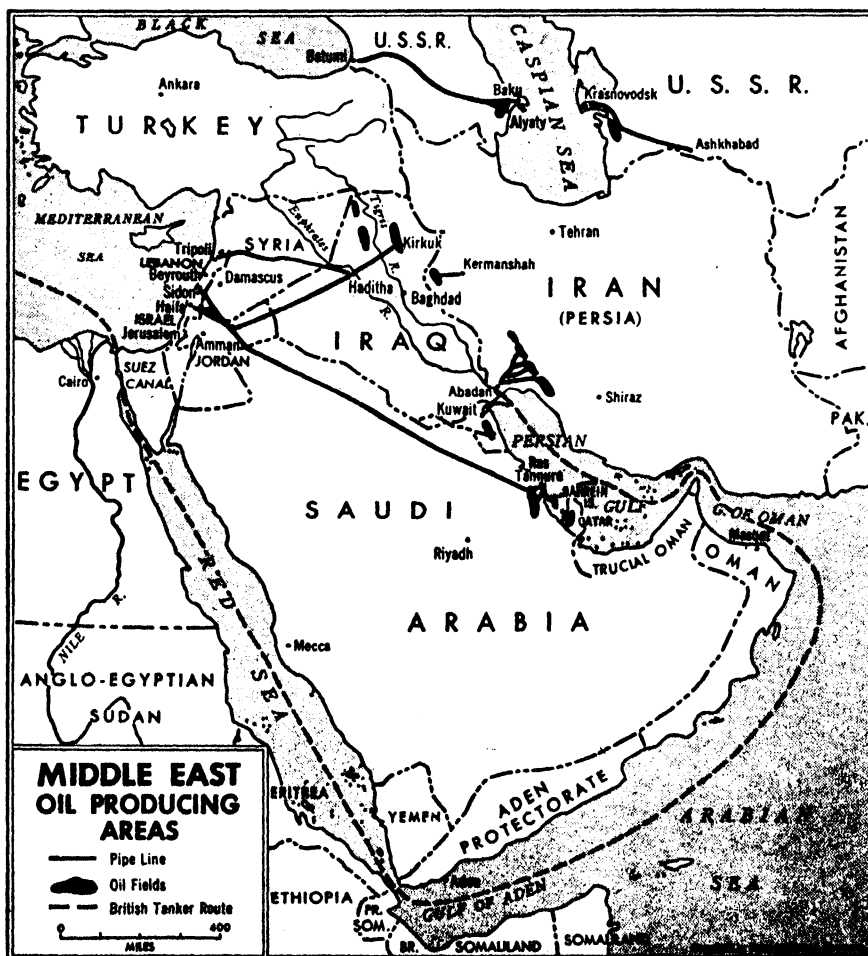 BLACK
SEA
U.S.S.R.
Batumi
CASPIAN SEA
Baku
Alyaty
Krasnovodsk
U. S. S. R.
Ankara
TURKEY
Ashkhabad
MEDITERRANEAN
SEA
Euphrates
Tigris
R.
Kirkuk
Tehran
AFGHANISTAN
SYRIA
Tripoli
LEBANON
Beyrouth
Damascus
Sidon
Haifa
ISRAEL
Jerusalem
Haditha
R.
Baghdad
Kermanshah
IRAN
(PERSIA)
Amman
JORDAN
IRAQ
SUEZ
CANAL
Cairo
Abadan
Kuwait
Shiraz
PAK.
PERSIAN
GULF
Ras
Tannura
BAHREIN
IS.
QATAR
EGYPT
SAUDI
ARABIA
Riyadh
TRUCIAL OMAN
G. OF OMAN
Muscat
OMAN
RED
SEA
Mecca
NILE R.
ANGLO-EGYPTIAN
SUDAN
ERITREA
YEMEN
ADEN
PROTECTORATE
ARABIAN
SEA
Aden
GULF OF ADEN
ETHIOPIA
FR.
SOM.
BR. SOMALILAND
SOMALILAND
MIDDLE EAST
OIL PRODUCING
AREAS
Pipe Line
Oil Fields
British Tanker Route
0 400
MILES